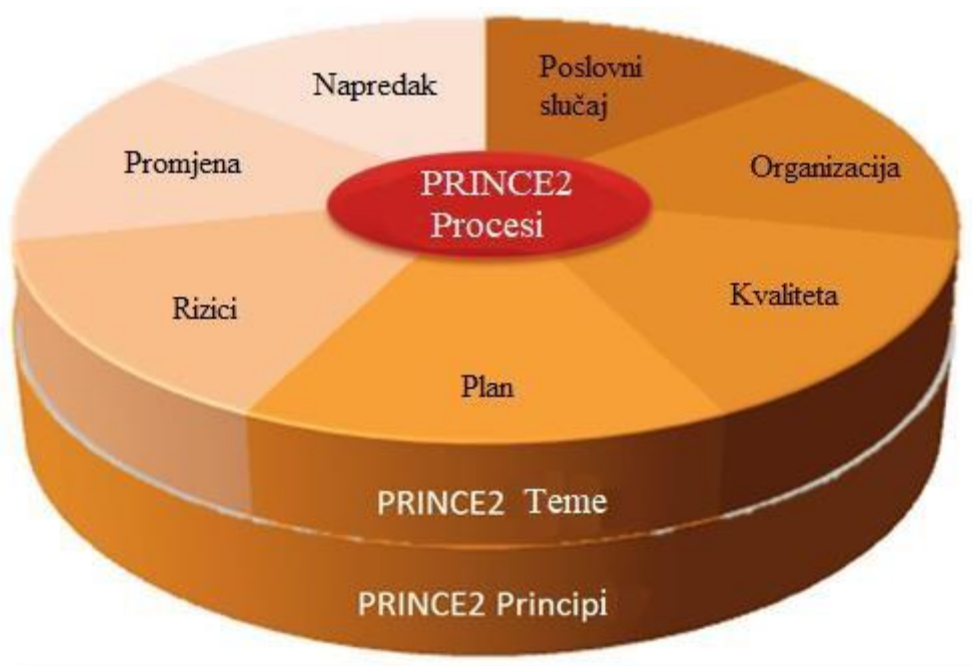 Napredak
Poslovni
slučaj
Promjena
Organizacija
PRINCE2
Procesi
Rizici
Kvaliteta
Plan
PRINCE2 Teme
PRINCE2 Principi